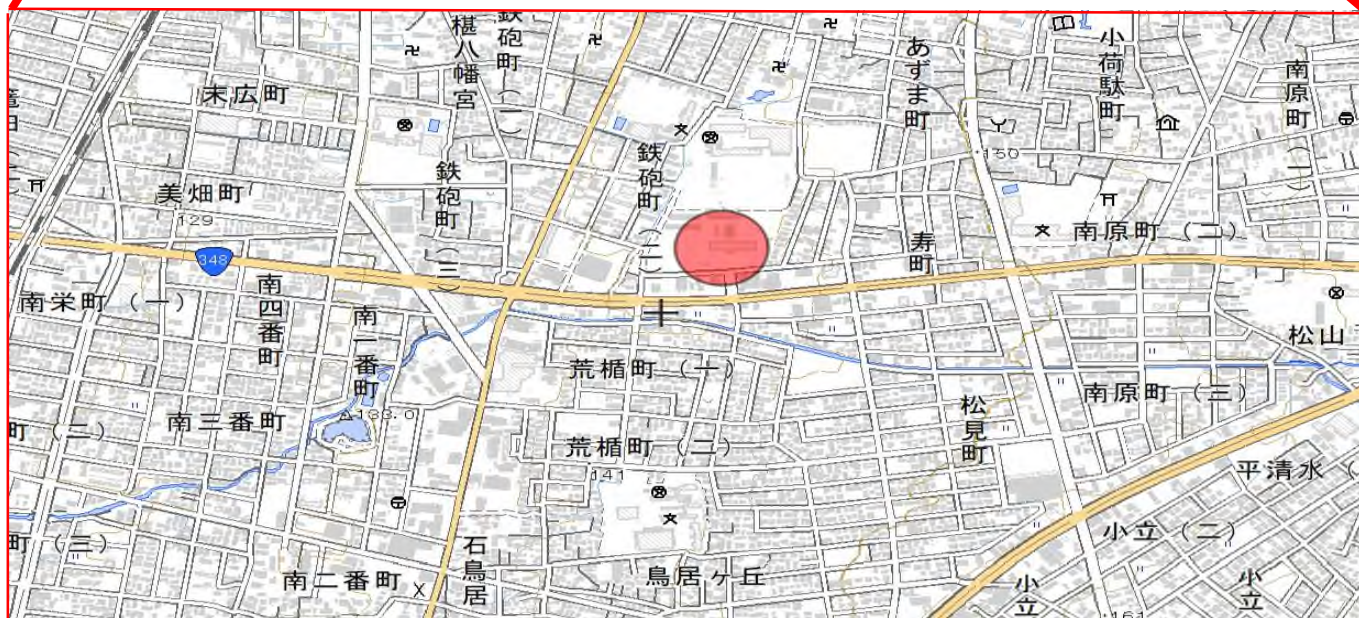 椹八幡宮
鉄砲町(一)
あずま町
小荷駄町
南原町(一)
末広町
美畑町
129
鉄砲町(三)
鉄砲町(二)
・150
寿町
南原町(二)
348
南栄町(一)
南四番町
南一番町
荒楯町(一)
松山
南三番町
△133.0
松見町
南原町(三)
町(二)
荒楯町(二)
141
平清水(
町(三)
石鳥居
小立(二)
南二番町
鳥居ヶ丘
小立
小立
・161